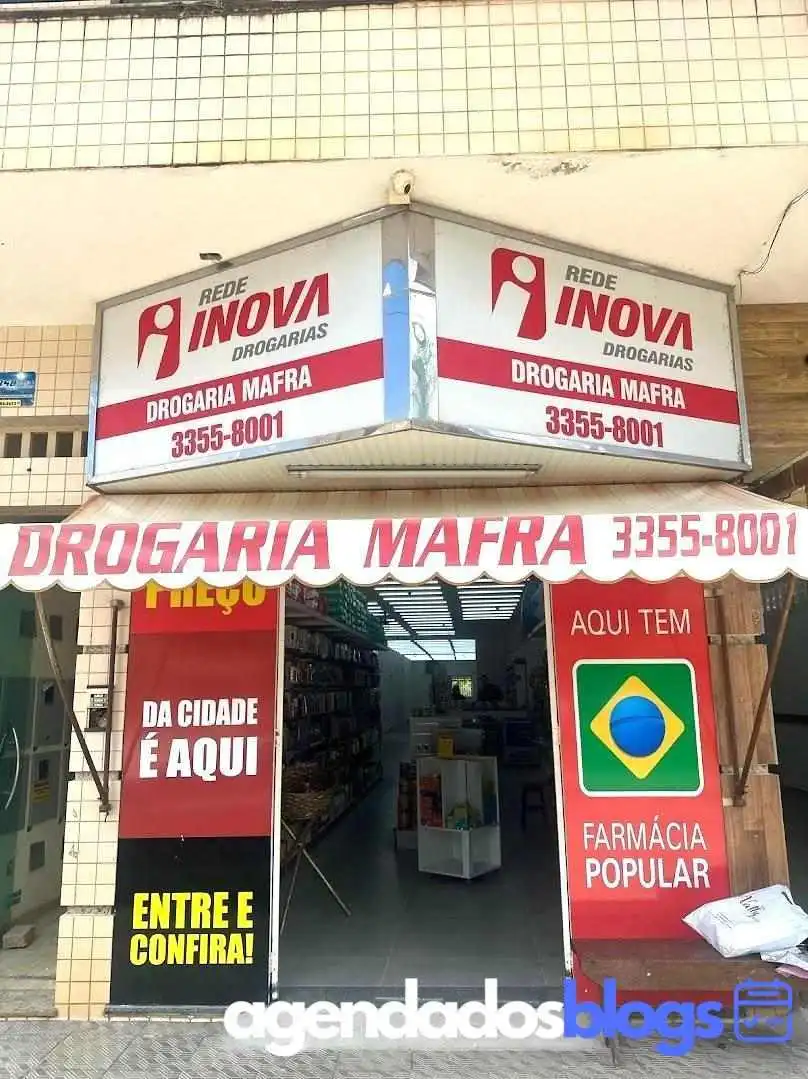 REDE
INOVA
DROGARIAS
DROGARIA MAFRA
3355-8001
REDE
INOVA
DROGARIAS
DROGARIA MAFRA
3355-8001
DROGARIA MAFRA 3355-8001
PREÇO
DA CIDADE
É AQUI
ENTRE E
CONFIRA!
AQUI TEM
FARMÁCIA
POPULAR
agendadosblogs